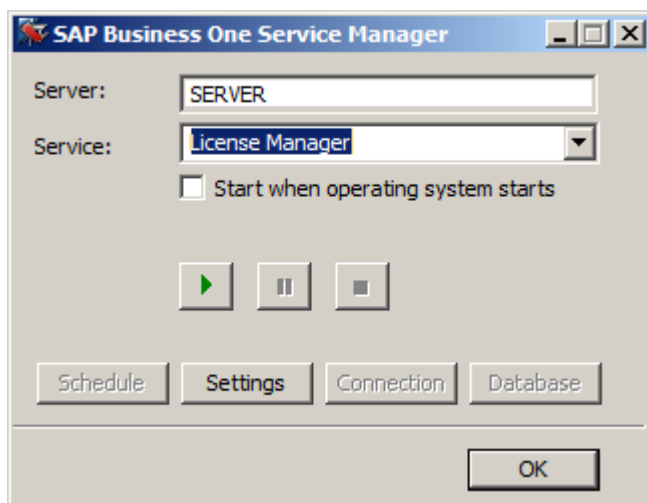 SAP Business One Service Manager
Server: SERVER
Service: License Manager
Start when operating system starts
Schedule Settings Connection Database
OK